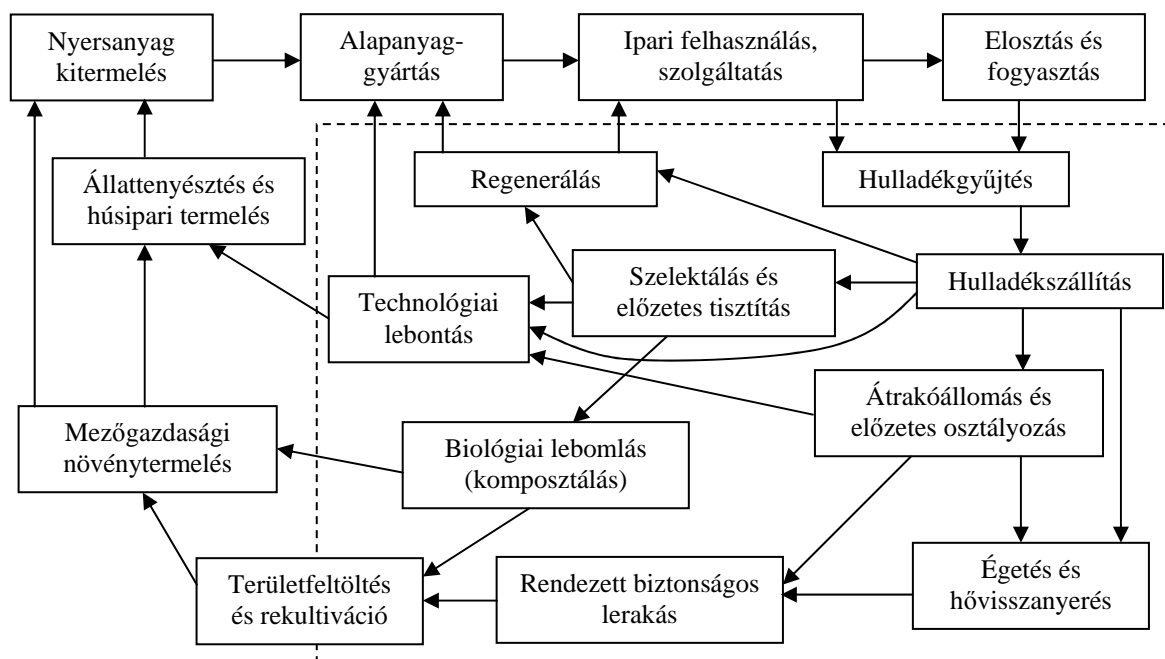 Nyersanyag
kitermelés
Alapanyag-
gyártás
Ipari felhasználás,
szolgáltatás
Elosztás és
fogyasztás
Állattenyésztés és
húsipari termelés
Regenerálás
Hulladékgyűjtés
Technológiai
lebontás
Szelektálás és
előzetes tisztítás
Hulladékszállítás
Mezőgazdasági
növénytermelés
Biológiai lebomlás
(komposztálás)
Átrakóállomás és
előzetes osztályozás
Területfeltöltés
és rekultiváció
Rendezett biztonságos
lerakás
Égetés és
hővisszanyerés